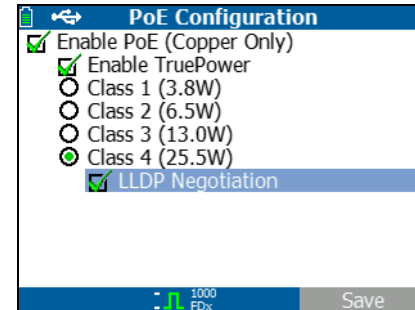 PoE Configuration
Enable PoE (Copper Only)
Enable TruePower
Class 1 (3.8W)
Class 2 (6.5W)
Class 3 (13.0W)
Class 4 (25.5W)
LLDP Negotiation
1000
FDx
Save